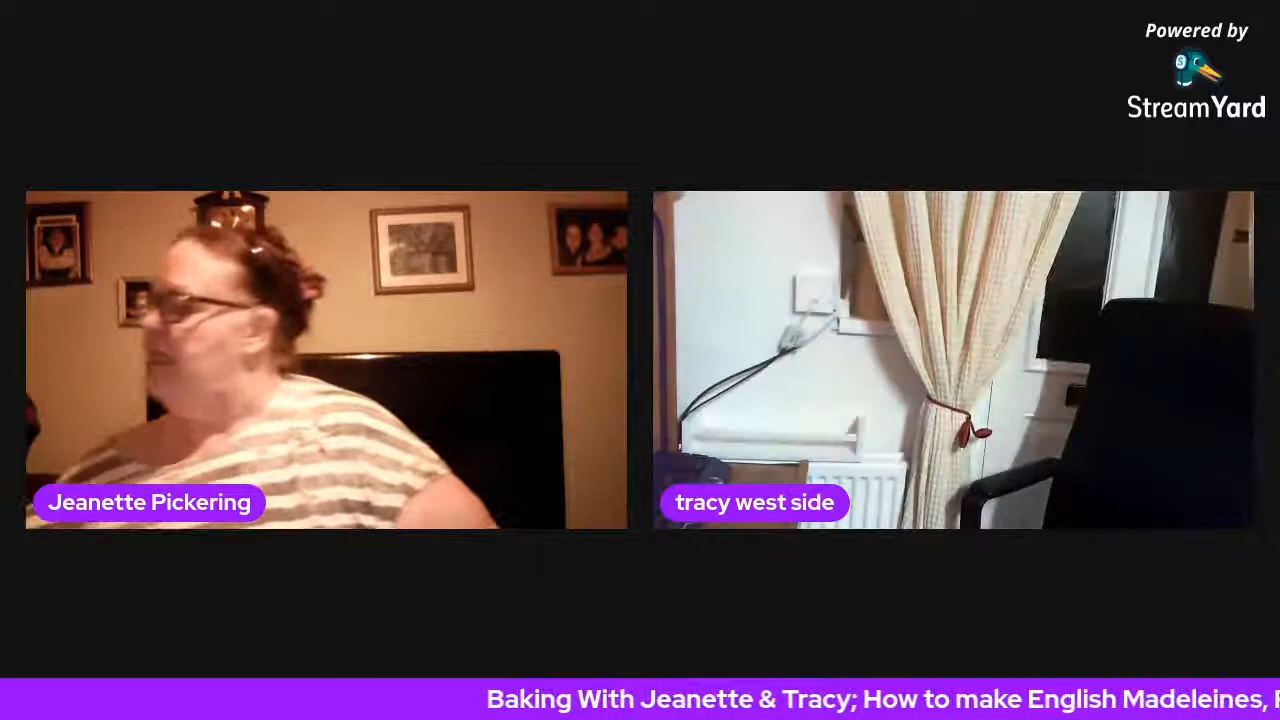 Powered by
StreamYard
Jeanette Pickering
tracy west side
Baking With Jeanette & Tracy; How to make English Madeleines,